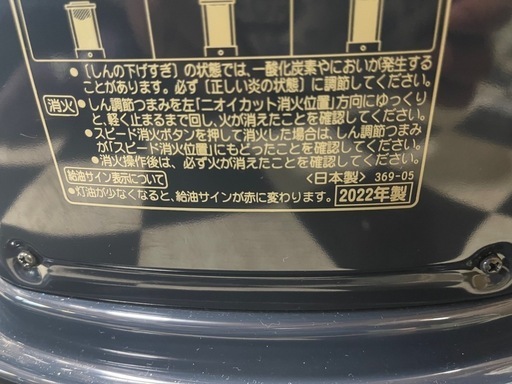 ●〔しんの下げすぎ〕の状態では、一酸化炭素やにおいが発生する
ことがあります。必ず〔正しい炎の状態〕に調節してください。
消火 ●しん調節つまみを左「ニオイカット消火位置」方向にゆっくり
と、軽く止まるまで回し、火が消えたことを確認してください。
●スピード消火ボタンを押して消火した場合は、しん調節つまみ
が「スピード消火位置」にもどったことを確認してください。
●消火操作後は、必ず火が消えたことを確認してください。
給油サイン表示について
●灯油が少なくなると、給油サインが赤に変わります。
〈日本製〉 369-05
2022年製